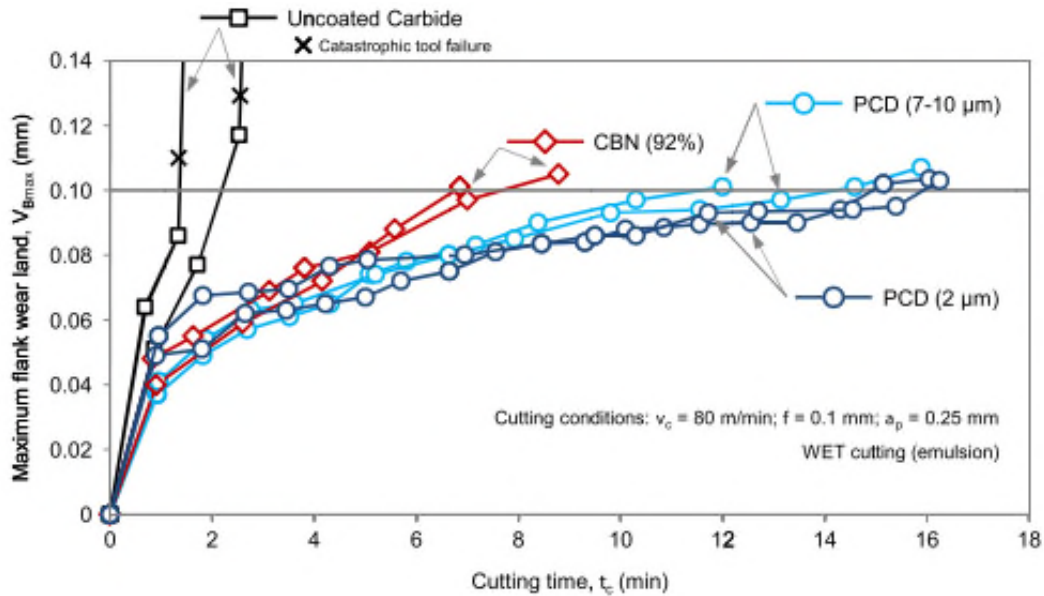 Uncoated Carbide
Catastrophic tool failure
0.14
0.12
0.10
0.08
0.06
0.04
0.02
0
Maximum flank wear land, VBmax (mm)
PCD (7-10 µm)
CBN (92%)
PCD (2 µm)
Cutting conditions: vc = 80 m/min; f = 0.1 mm; ap = 0.25 mm
WET cutting (emulsion)
0 2 4 6 8 10 12 14 16 18
Cutting time, tc (min)